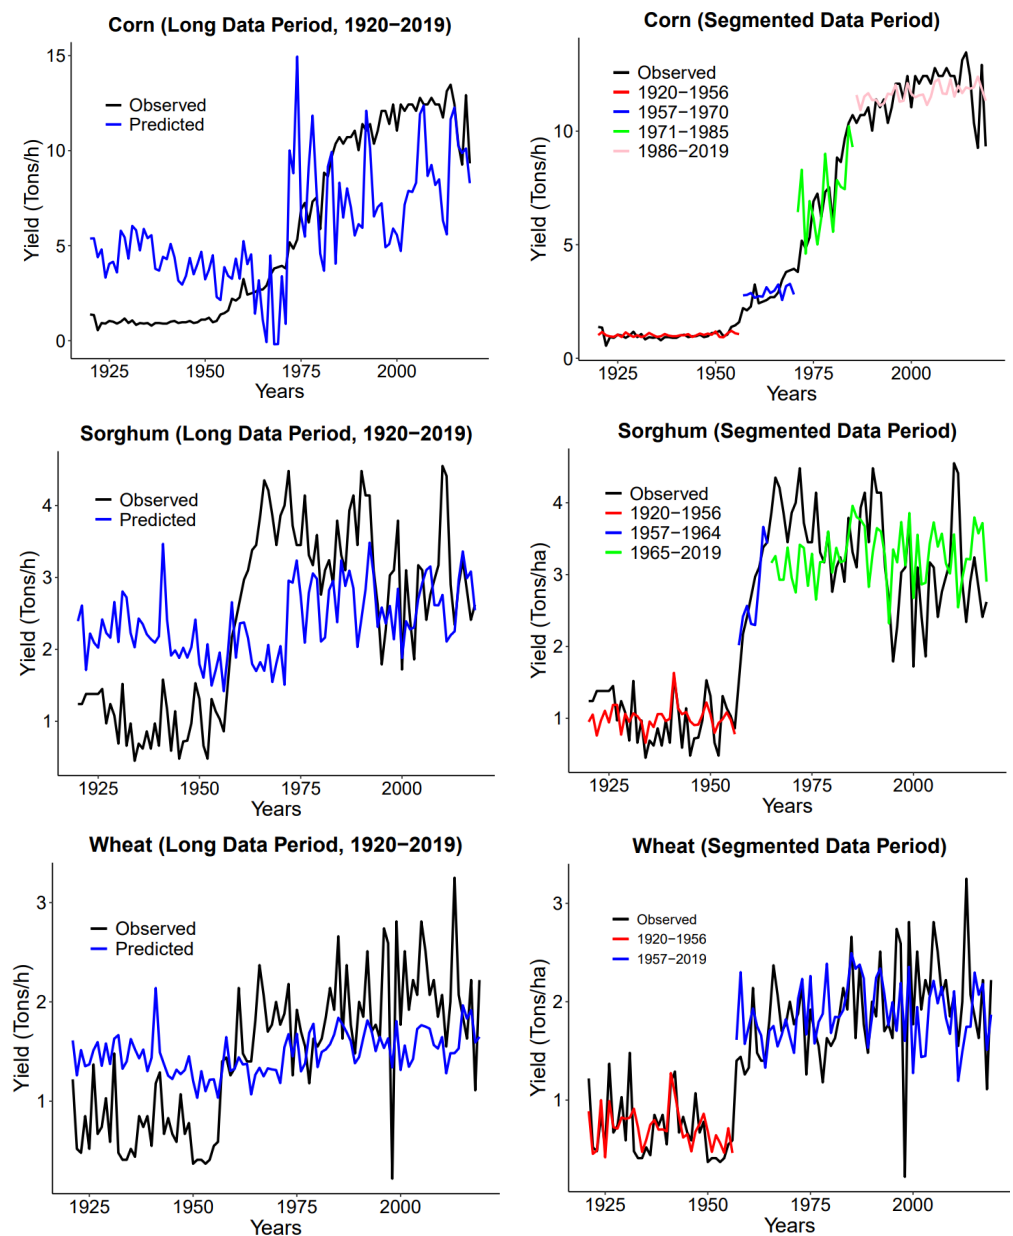 Corn (Long Data Period, 1920−2019)
15
10
5
0
Yield (Tons/h)
Observed
Predicted
1925
1950
1975
2000
Years
Corn (Segmented Data Period)
10
5
0
Yield (Tons/h)
Observed
1920−1956
1957−1970
1971−1985
1986−2019
1925
1950
1975
2000
Years
Sorghum (Long Data Period, 1920−2019)
4
3
2
1
Yield (Tons/h)
Observed
Predicted
1925
1950
1975
2000
Years
Sorghum (Segmented Data Period)
4
3
2
1
Yield (Tons/ha)
Observed
1920−1956
1957−1964
1965−2019
1925
1950
1975
2000
Years
Wheat (Long Data Period, 1920−2019)
3
2
1
Yield (Tons/h)
Observed
Predicted
1925
1950
1975
2000
Years
Wheat (Segmented Data Period)
3
2
1
Yield (Tons/ha)
Observed
1920−1956
1957−2019
1925
1950
1975
2000
Years